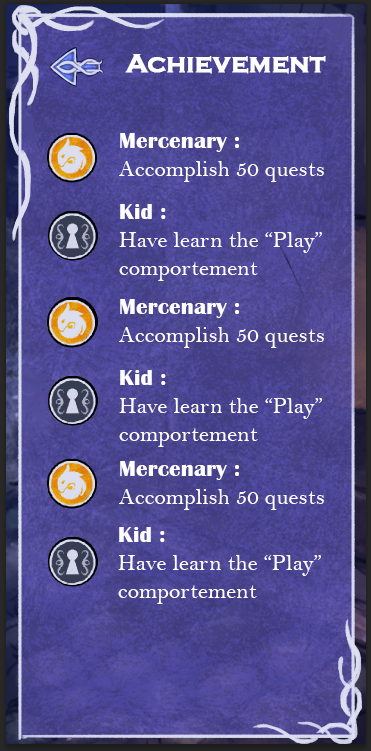 Achievement
Mercenary :
Accomplish 50 quests
Kid :
Have learn the “Play”
comportement
Mercenary :
Accomplish 50 quests
Kid :
Have learn the “Play”
comportement
Mercenary :
Accomplish 50 quests
Kid :
Have learn the “Play”
comportement